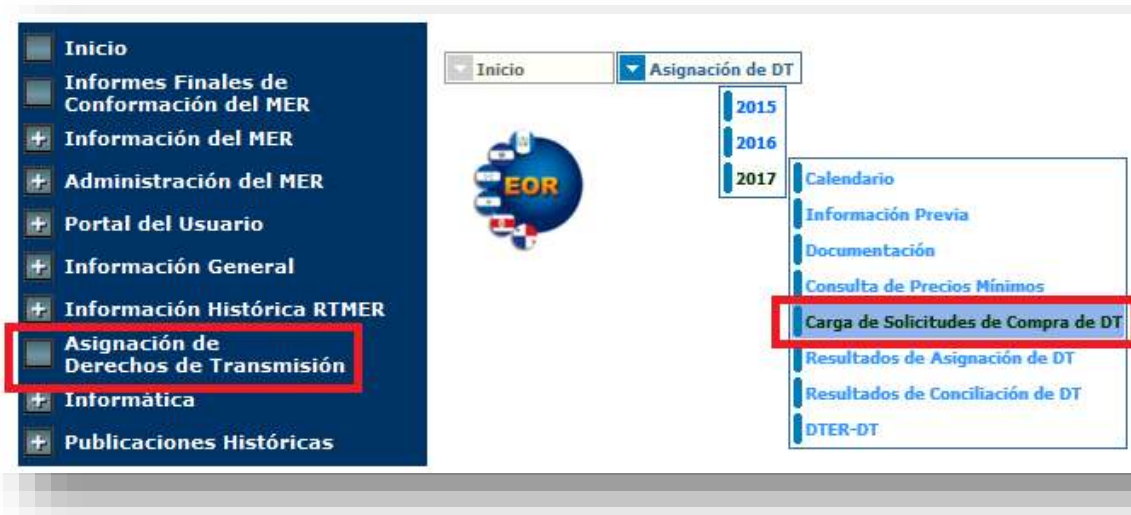 Inicio
Informes Finales de
Conformación del MER
Información del MER
Administración del MER
Portal del Usuario
Información General
Información Histórica RTMER
Asignación de
Derechos de Transmisión
Informática
Publicaciones Históricas
Inicio
Asignación de DT
2015
2016
2017
EOR
Calendario
Información Previa
Documentación
Consulta de Precios Mínimos
Carga de Solicitudes de Compra de DT
Resultados de Asignación de DT
Resultados de Conciliación de DT
DTER-DT